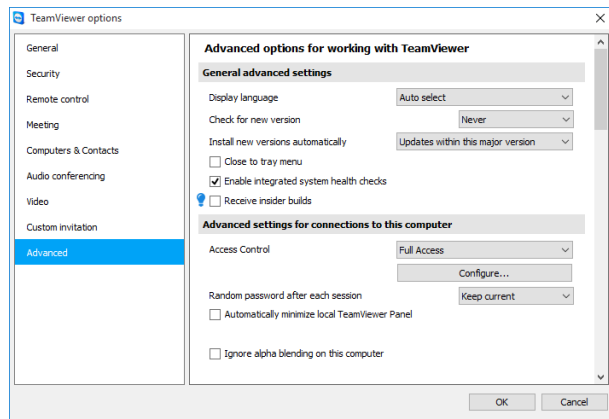 TeamViewer options
General
Security
Remote control
Meeting
Computers & Contacts
Audio conferencing
Video
Custom invitation
Advanced
Advanced options for working with TeamViewer
General advanced settings
Display language Auto select
Check for new version Never
Install new versions automatically Updates within this major version
Close to tray menu
Enable integrated system health checks
Receive insider builds
Advanced settings for connections to this computer
Access Control Full Access
Configure...
Random password after each session Keep current
Automatically minimize local TeamViewer Panel
Ignore alpha blending on this computer
OK Cancel